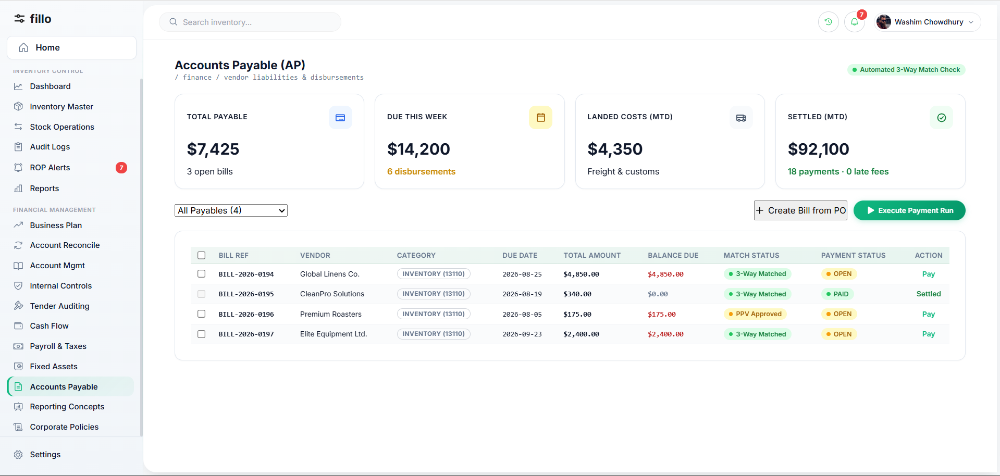 fillo
Search inventory...
7
Washim Chowdhury
Home
INVENTORY CONTROL
Dashboard
Inventory Master
Stock Operations
Audit Logs
ROP Alerts 7
Reports
FINANCIAL MANAGEMENT
Business Plan
Account Reconcile
Account Mgmt
Internal Controls
Tender Auditing
Cash Flow
Payroll & Taxes
Fixed Assets
Accounts Payable
Reporting Concepts
Corporate Policies
Settings
Accounts Payable (AP)
/ finance / vendor liabilities & disbursements
Automated 3-Way Match Check
TOTAL PAYABLE
$7,425
3 open bills
DUE THIS WEEK
$14,200
6 disbursements
LANDED COSTS (MTD)
$4,350
Freight & customs
SETTLED (MTD)
$92,100
18 payments · 0 late fees
All Payables (4)
+ Create Bill from PO
Execute Payment Run
BILL REF VENDOR CATEGORY DUE DATE TOTAL AMOUNT BALANCE DUE MATCH STATUS PAYMENT STATUS ACTION
BILL-2026-0194 Global Linens Co. INVENTORY (13110) 2026-08-25 $4,850.00 $4,850.00 3-Way Matched OPEN Pay
BILL-2026-0195 CleanPro Solutions INVENTORY (13110) 2026-08-19 $340.00 $0.00 3-Way Matched PAID Settled
BILL-2026-0196 Premium Roasters INVENTORY (13110) 2026-08-05 $175.00 $175.00 PPV Approved OPEN Pay
BILL-2026-0197 Elite Equipment Ltd. INVENTORY (13110) 2026-09-23 $2,400.00 $2,400.00 3-Way Matched OPEN Pay